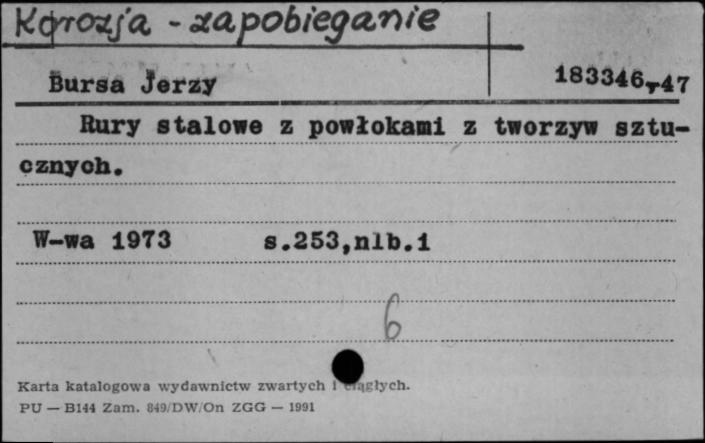 Korozja - zapobieganie
Bursa Jerzy 183346,-47
Rury stalowe z powłokami z tworzyw sztu-
cznych.
W-wa 1973 s.253,nlb.1
6
Karta katalogowa wydawnictw zwartych i ciągłych.
PU — B144 Zam. 849/DW/On ZGG — 1991